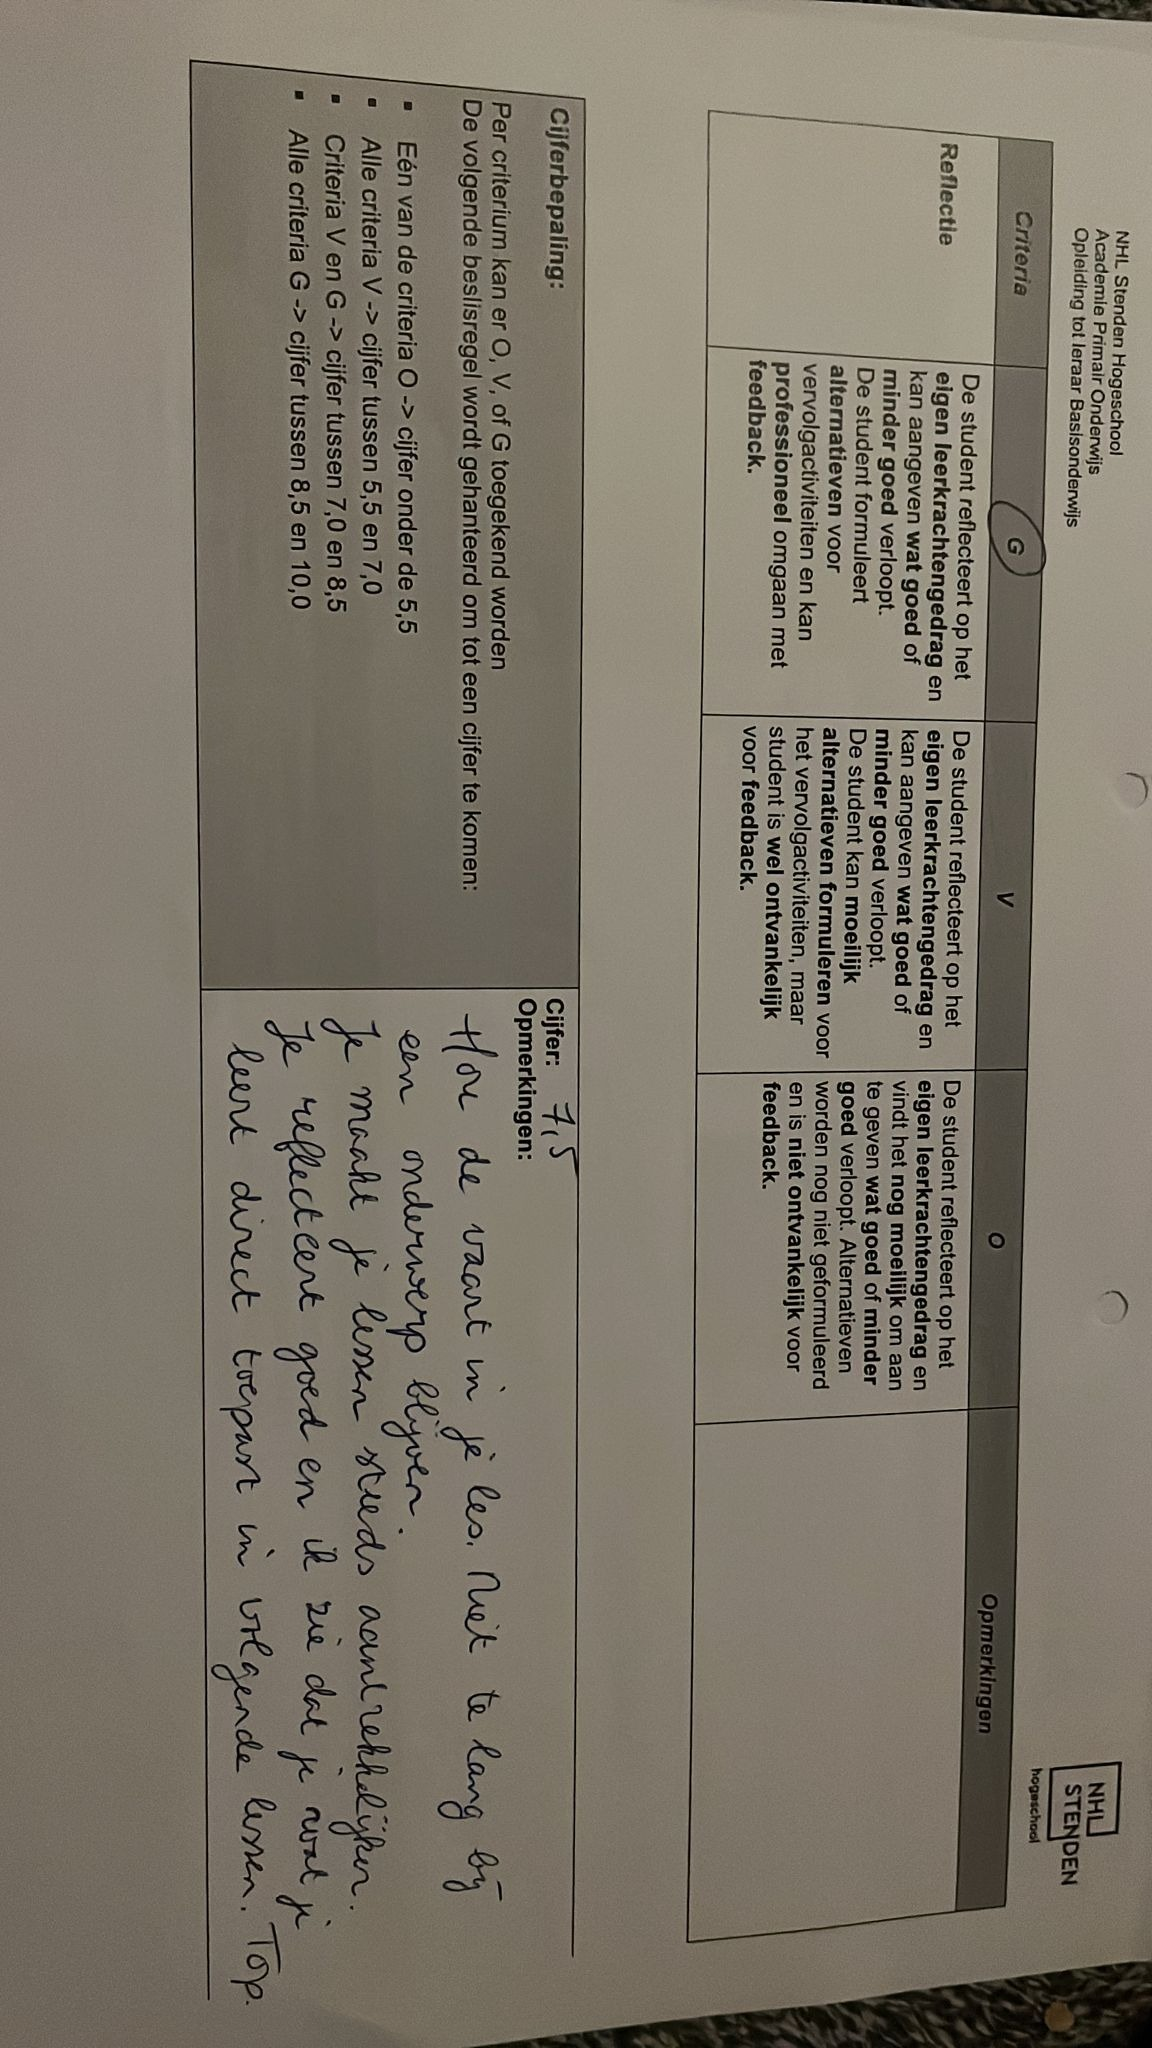 NHL Stenden Hogeschool
Academie Primair Onderwijs
Opleiding tot leraar Basisonderwijs
NHL
STENDEN
hogeschool
Criteria
G
V
O
Opmerkingen
Reflectie
De student reflecteert op het
eigen leerkrachtengedrag en
kan aangeven wat goed of
minder goed verloopt.
De student formuleert
alternatieven voor
vervolgactiviteiten en kan
professioneel omgaan met
feedback.
De student reflecteert op het
eigen leerkrachtengedrag en
kan aangeven wat goed of
minder goed verloopt.
De student kan moeilijk
alternatieven formuleren voor
het vervolgactiviteiten, maar
student is wel ontvankelijk
voor feedback.
De student reflecteert op het
eigen leerkrachtengedrag en
vindt het nog moeilijk om aan
te geven wat goed of minder
goed verloopt. Alternatieven
worden nog niet geformuleerd
en is niet ontvankelijk voor
feedback.
Cijferbepaling:
Per criterium kan er O, V, of G toegekend worden
De volgende beslisregel wordt gehanteerd om tot een cijfer te komen:
▪ Eén van de criteria O -> cijfer onder de 5,5
▪ Alle criteria V -> cijfer tussen 5,5 en 7,0
▪ Criteria V en G -> cijfer tussen 7,0 en 8,5
▪ Alle criteria G -> cijfer tussen 8,5 en 10,0
Cijfer: 7,5
Opmerkingen:
Hou de vaart in je les. Niet te lang bij
een onderwerp blijven.
Je maakt je lessen steeds aantrekkelijker.
Je reflecteert goed en ik zie dat je wat je
leert direct toepast in volgende lessen. Top.